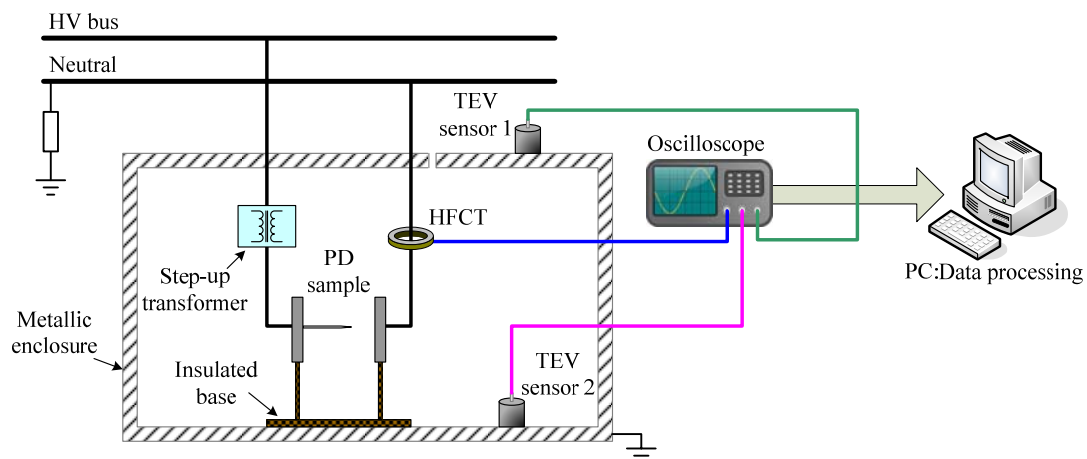 HV bus
Neutral
TEV
sensor 1
Oscilloscope
HFCT
Step-up
transformer
PD
sample
PC:Data processing
Metallic
enclosure
Insulated
base
TEV
sensor 2